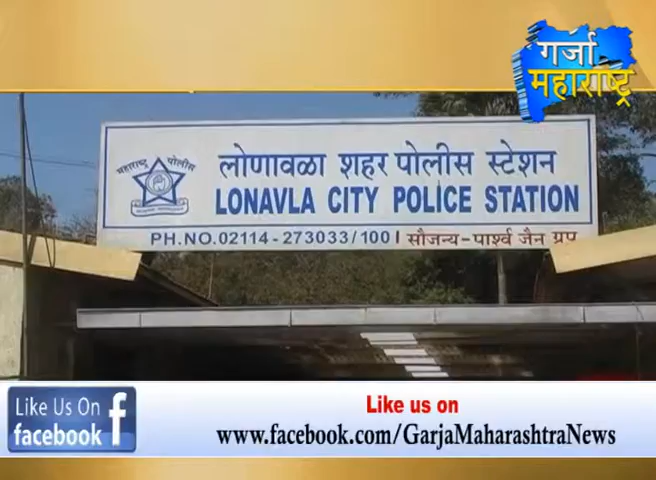 गर्जा
महाराष्ट्र
महाराष्ट्र पोलीस
लोणावळा शहर पोलीस स्टेशन
LONAVLA CITY POLICE STATION
PH.NO.02114-273033/100 सौजन्य-पार्श्व जैन ग्रुप
Like Us On
facebook f
Like us on
www.facebook.com/GarjaMaharashtraNews